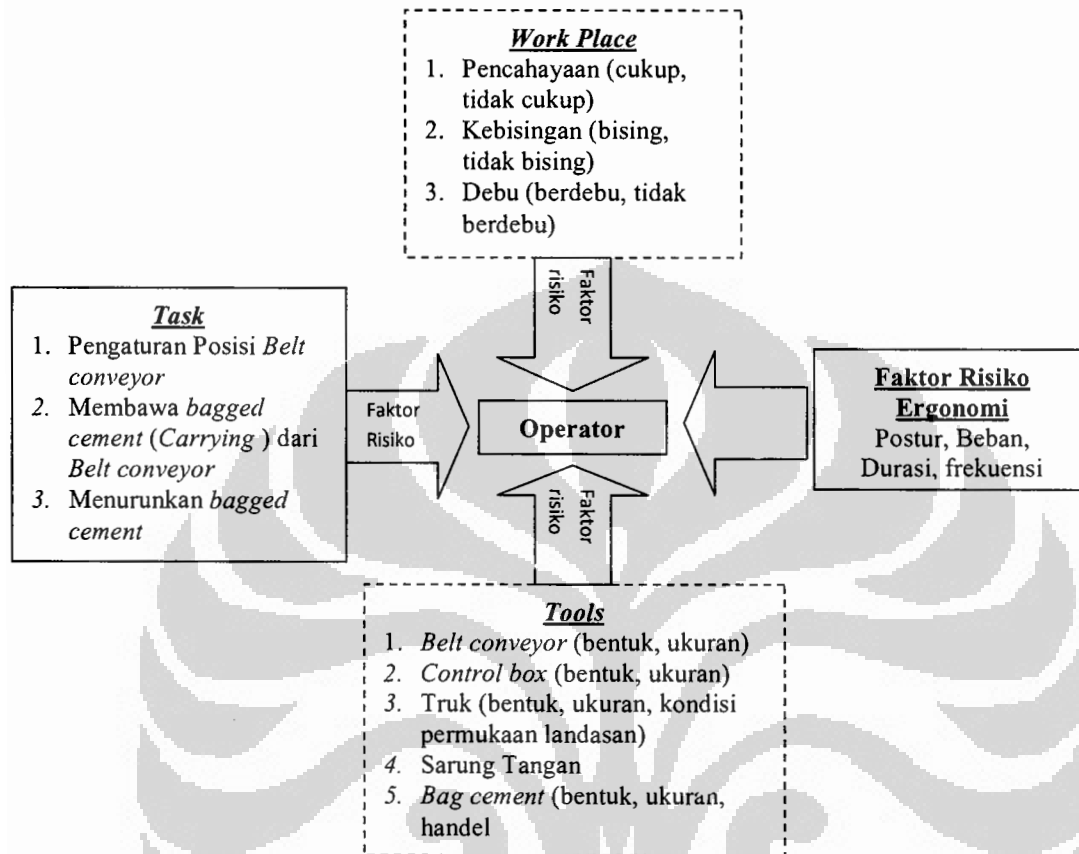 Work Place
1. Pencahayaan (cukup,
tidak cukup)
2. Kebisingan (bising,
tidak bising)
3. Debu (berdebu, tidak
berdebu)
Faktor
risiko
Task
1. Pengaturan Posisi Belt
conveyor
2. Membawa bagged
cement (Carrying ) dari
Belt conveyor
3. Menurunkan bagged
cement
Faktor
Risiko
Operator
Faktor Risiko
Ergonomi
Postur, Beban,
Durasi, frekuensi
Faktor
risiko
Tools
1. Belt conveyor (bentuk, ukuran)
2. Control box (bentuk, ukuran)
3. Truk (bentuk, ukuran, kondisi
permukaan landasan)
4. Sarung Tangan
5. Bag cement (bentuk, ukuran,
handel